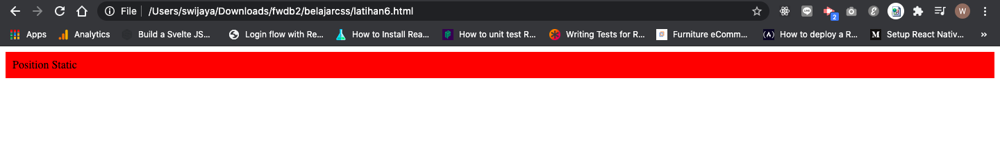 File /Users/swijaya/Downloads/fwdb2/belajarcss/latihan6.html 2 W
Apps Analytics Build a Svelte JS... Login flow with Re... How to Install Rea... How to unit test R... Writing Tests for R... Furniture eComm... How to deploy a R... M Setup React Nativ... »
Position Static